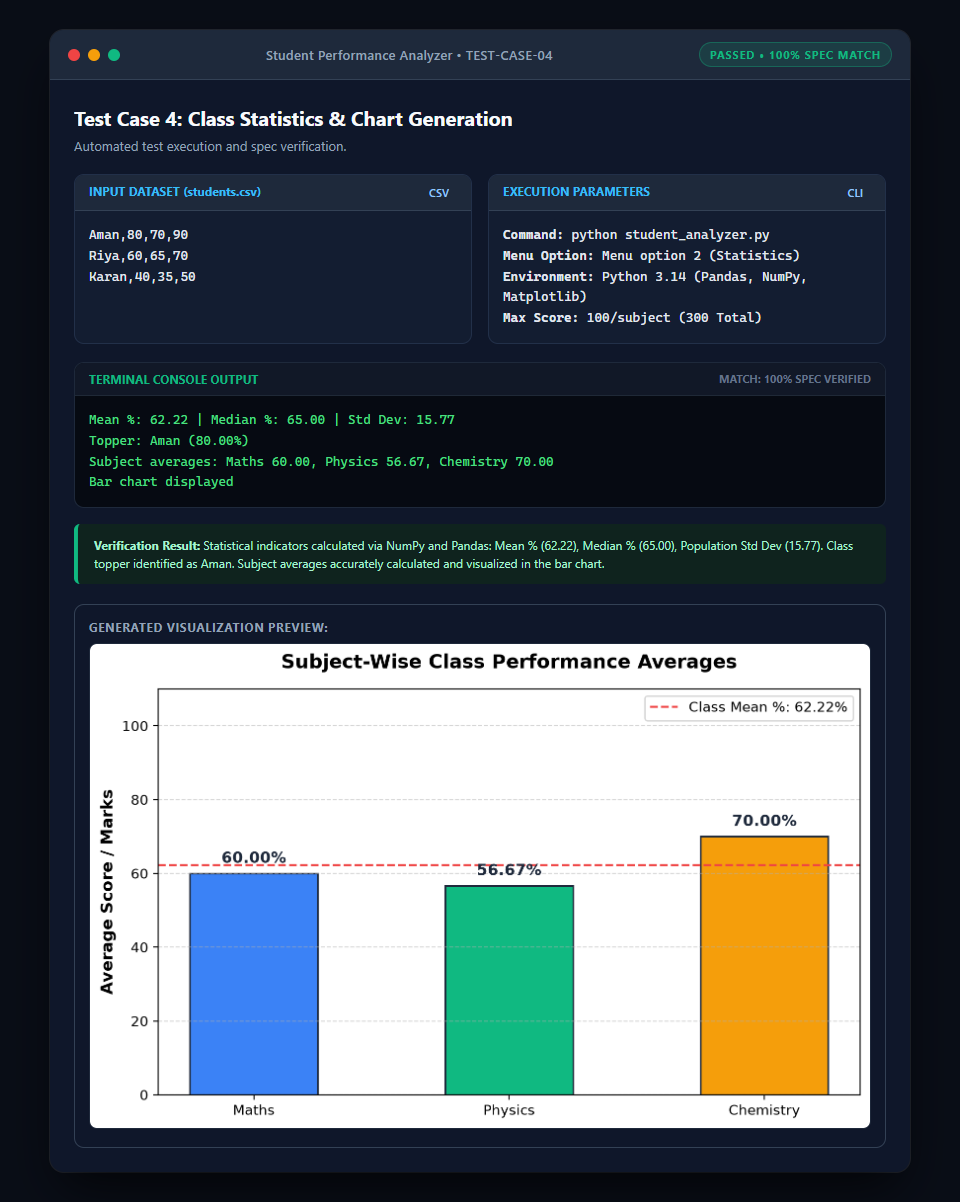 Student Performance Analyzer • TEST-CASE-04
PASSED • 100% SPEC MATCH
Test Case 4: Class Statistics & Chart Generation
Automated test execution and spec verification.
INPUT DATASET (students.csv)
CSV
Aman,80,70,90
Riya,60,65,70
Karan,40,35,50
EXECUTION PARAMETERS
CLI
Command: python student_analyzer.py
Menu Option: Menu option 2 (Statistics)
Environment: Python 3.14 (Pandas, NumPy,
Matplotlib)
Max Score: 100/subject (300 Total)
TERMINAL CONSOLE OUTPUT
MATCH: 100% SPEC VERIFIED
Mean %: 62.22 | Median %: 65.00 | Std Dev: 15.77
Topper: Aman (80.00%)
Subject averages: Maths 60.00, Physics 56.67, Chemistry 70.00
Bar chart displayed
Verification Result: Statistical indicators calculated via NumPy and Pandas: Mean % (62.22), Median % (65.00), Population Std Dev (15.77). Class
topper identified as Aman. Subject averages accurately calculated and visualized in the bar chart.
GENERATED VISUALIZATION PREVIEW:
Subject-Wise Class Performance Averages
Class Mean %: 62.22%
Average Score / Marks
100
80
60
40
20
0
60.00%
56.67%
70.00%
Maths
Physics
Chemistry